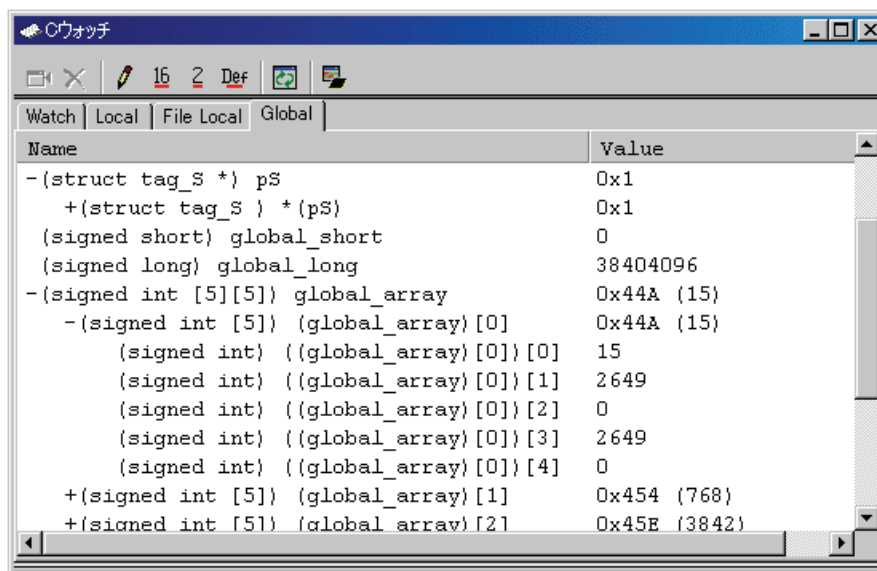 Cウォッチ
16 2 Def
Watch Local File Local Global
Name Value
-(struct tag_S *) pS 0x1
+(struct tag_S ) *(pS) 0x1
(signed short) global_short 0
(signed long) global_long 38404096
-(signed int [5][5]) global_array 0x44A (15)
-(signed int [5]) (global_array)[0] 0x44A (15)
(signed int) ((global_array)[0])[0] 15
(signed int) ((global_array)[0])[1] 2649
(signed int) ((global_array)[0])[2] 0
(signed int) ((global_array)[0])[3] 2649
(signed int) ((global_array)[0])[4] 0
+(signed int [5]) (global_array)[1] 0x454 (768)
+(signed int [5]) (global_array)[2] 0x45E (3842)